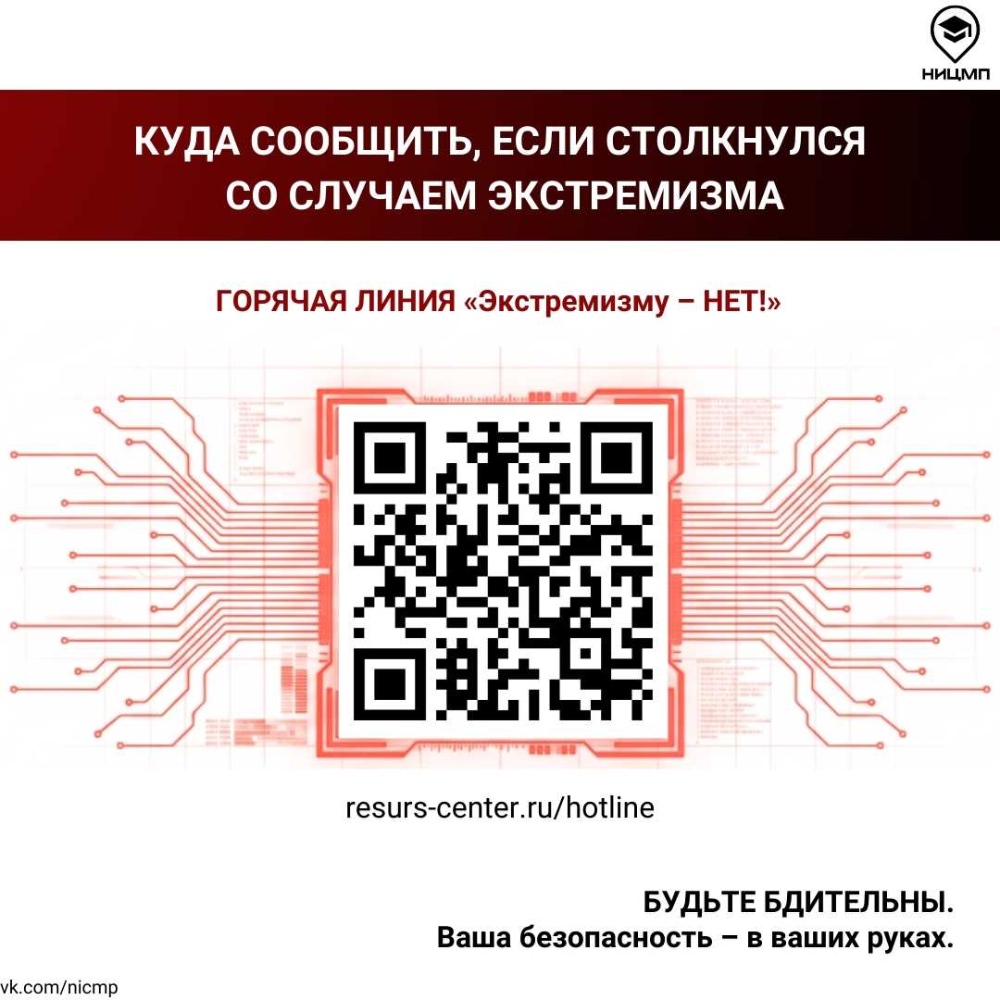 НИЦМП
КУДА СООБЩИТЬ, ЕСЛИ СТОЛКНУЛСЯ
СО СЛУЧАЕМ ЭКСТРЕМИЗМА
ГОРЯЧАЯ ЛИНИЯ «Экстремизму – НЕТ!»
resurs-center.ru/hotline
БУДЬТЕ БДИТЕЛЬНЫ.
Ваша безопасность – в ваших руках.
vk.com/nicmp